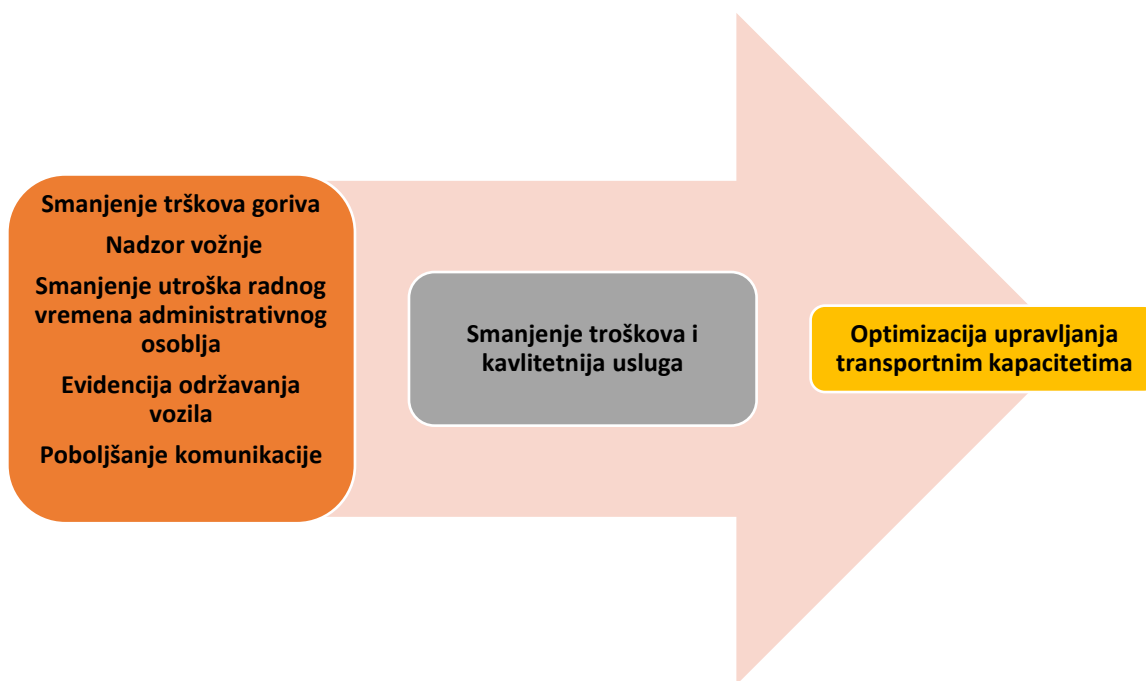 Smanjenje trškova goriva
Nadzor vožnje
Smanjenje utroška radnog
vremena administrativnog
osoblja
Evidencija održavanja
vozila
Poboljšanje komunikacije
Smanjenje troškova i
kavlitetnija usluga
Optimizacija upravljanja
transportnim kapacitetima